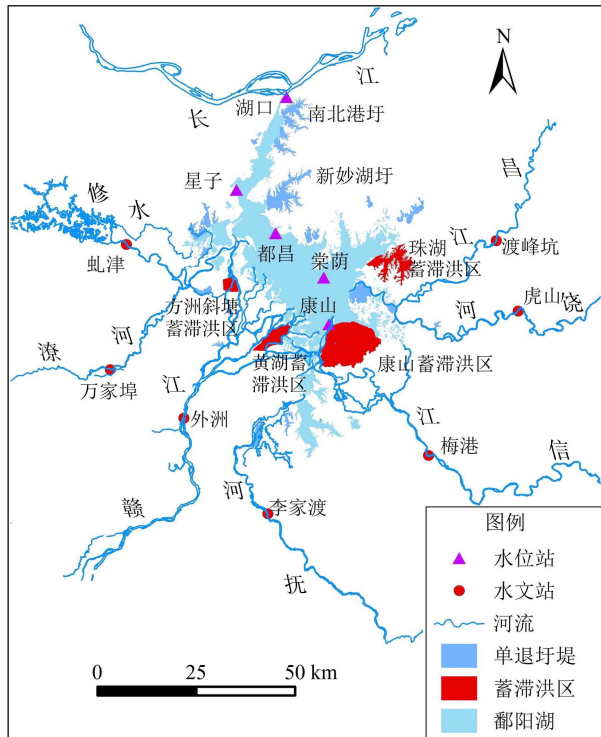 N
长
江
湖口
南北港圩
星子
新妙湖圩
修
水
虬津
都昌
棠荫
珠湖
蓄滞洪区
昌
江
渡峰坑
方洲斜塘
蓄滞洪区
康山
河
饶
虎山
潦
河
万家埠
黄湖蓄
滞洪区
康山蓄滞洪区
江
外洲
赣
江
信
梅港
河
抚
李家渡
图例
水位站
水文站
河流
单退圩堤
蓄滞洪区
鄱阳湖
0
25
50 km